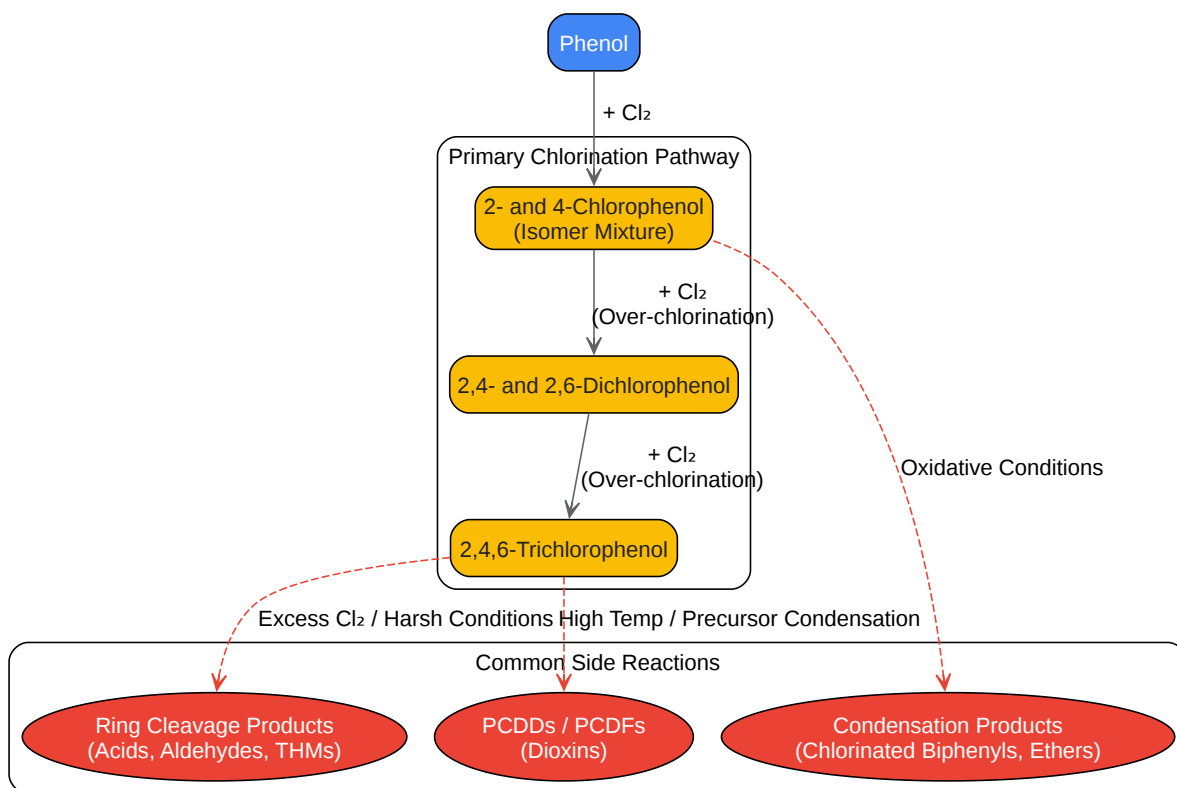 Phenol
+ Cl₂
Primary Chlorination Pathway
2- and 4-Chlorophenol
(Isomer Mixture)
+ Cl₂
(Over-chlorination)
2,4- and 2,6-Dichlorophenol
+ Cl₂
(Over-chlorination)
Oxidative Conditions
2,4,6-Trichlorophenol
Excess Cl₂ / Harsh Conditions
High Temp / Precursor Condensation
Common Side Reactions
Ring Cleavage Products
(Acids, Aldehydes, THMs)
PCDDs / PCDFs
(Dioxins)
Condensation Products
(Chlorinated Biphenyls, Ethers)